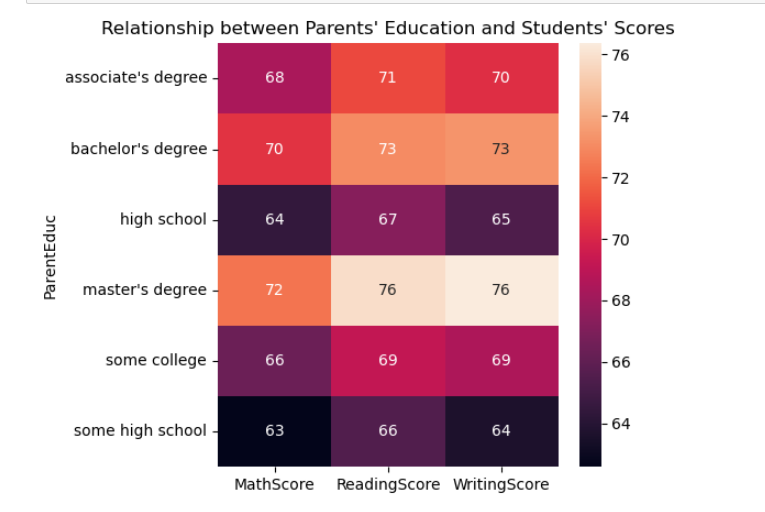 Relationship between Parents' Education and Students' Scores
associate's degree 68 71 70
bachelor's degree 70 73 73
high school 64 67 65
master's degree 72 76 76
some college 66 69 69
some high school 63 66 64
MathScore ReadingScore WritingScore
ParentEduc
76
74
72
70
68
66
64